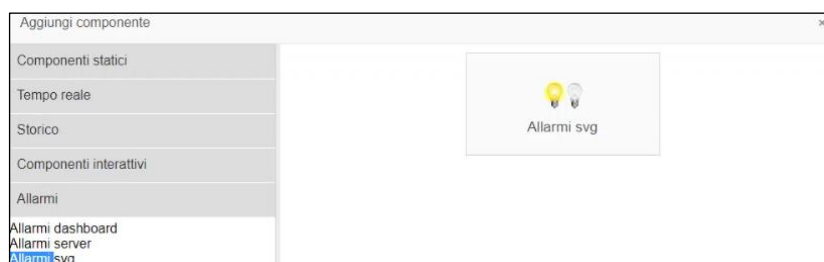 Aggiungi componente
×
Componenti statici
Tempo reale
Storico
Componenti interattivi
Allarmi
Allarmi dashboard
Allarmi server
Allarmi svg
Allarmi svg